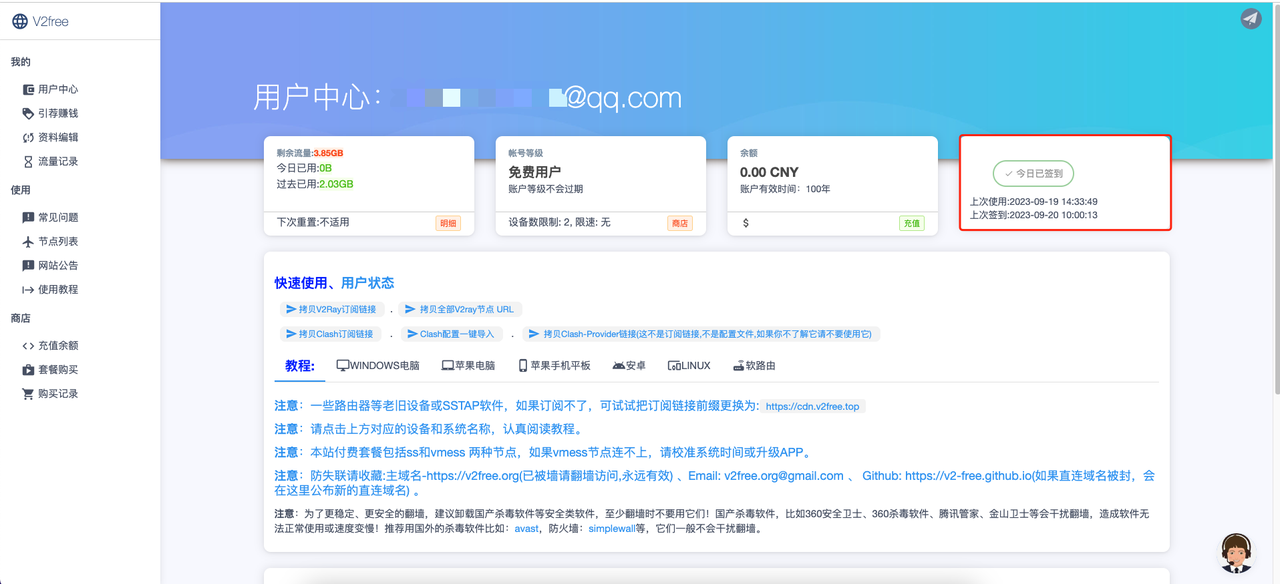 V2free
我的
用户中心
引荐赚钱
资料编辑
流量记录
使用
常见问题
节点列表
网站公告
使用教程
商店
充值余额
套餐购买
购买记录
用户中心：
@qq.com
剩余流量:3.85GB
今日已用:0B
过去已用:2.03GB
下次重置:不适用
明细
帐号等级
免费用户
账户等级不会过期
设备数限制: 2, 限速: 无
商店
余额
0.00 CNY
账户有效时间：100年
$
充值
今日已签到
上次使用:2023-09-19 14:33:49
上次签到:2023-09-20 10:00:13
快速使用、用户状态
拷贝V2Ray订阅链接 . 拷贝全部V2ray节点 URL
拷贝Clash订阅链接 . Clash配置一键导入 . 拷贝Clash-Provider链接(这不是订阅链接,不是配置文件,如果你不了解它请不要使用它)
教程: WINDOWS电脑 苹果电脑 苹果手机平板 安卓 LINUX 软路由
注意：一些路由器等老旧设备或SSTAP软件，如果订阅不了，可试试把订阅链接前缀更换为: https://cdn.v2free.top
注意：请点击上方对应的设备和系统名称，认真阅读教程。
注意：本站付费套餐包括ss和vmess 两种节点，如果vmess节点连不上，请校准系统时间或升级APP。
注意：防失联请收藏:主域名-https://v2free.org(已被墙请翻墙访问,永远有效) 、Email: v2free.org@gmail.com 、 Github: https://v2-free.github.io(如果直连域名被封，会
在这里公布新的直连域名) 。
注意：为了更稳定、更安全的翻墙，建议卸载国产杀毒软件等安全类软件，至少翻墙时不要用它们！国产杀毒软件，比如360安全卫士、360杀毒软件、腾讯管家、金山卫士等会干扰翻墙，造成软件无
法正常使用或速度变慢！推荐用国外的杀毒软件比如：avast，防火墙：simplewall等，它们一般不会干扰翻墙。